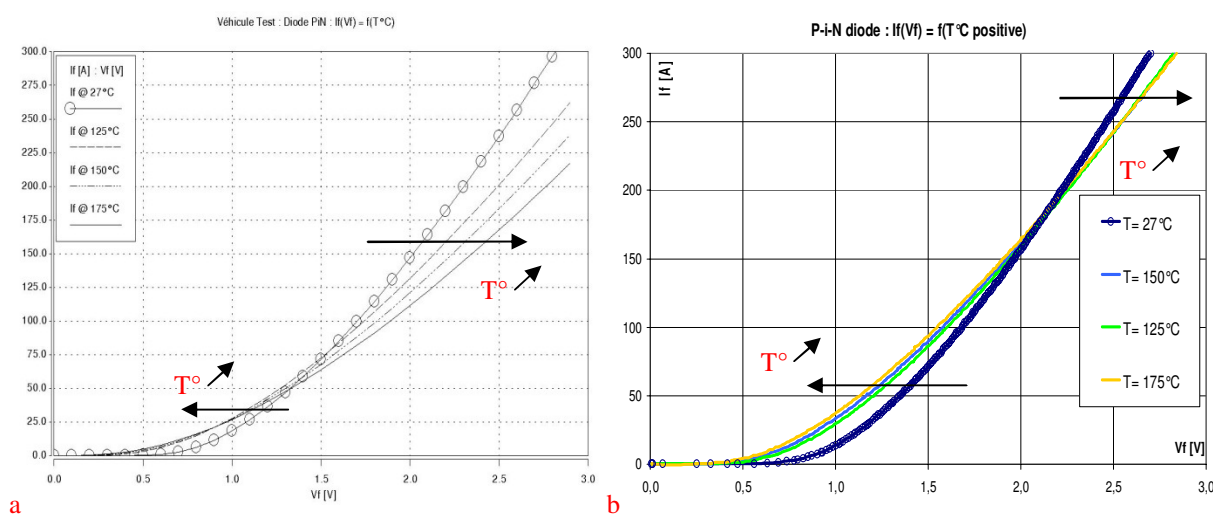 Véhicule Test : Diode PiN : If(Vf) = f(T°C)
300.0
275.0
250.0
225.0
200.0
175.0
150.0
125.0
100.0
75.0
50.0
25.0
0.0
If [A] : Vf [V]
If @ 27°C
If @ 125°C
If @ 150°C
If @ 175°C
T°
T°
0.0 0.5 1.0 1.5 2.0 2.5 3.0
Vf [V]
a
P-i-N diode : If(Vf) = f(T°C positive)
If [A]
300
250
200
150
100
50
0
T°
T°
T= 27°C
T= 150°C
T= 125°C
T= 175°C
Vf [V]
0,0 0,5 1,0 1,5 2,0 2,5 3,0
b